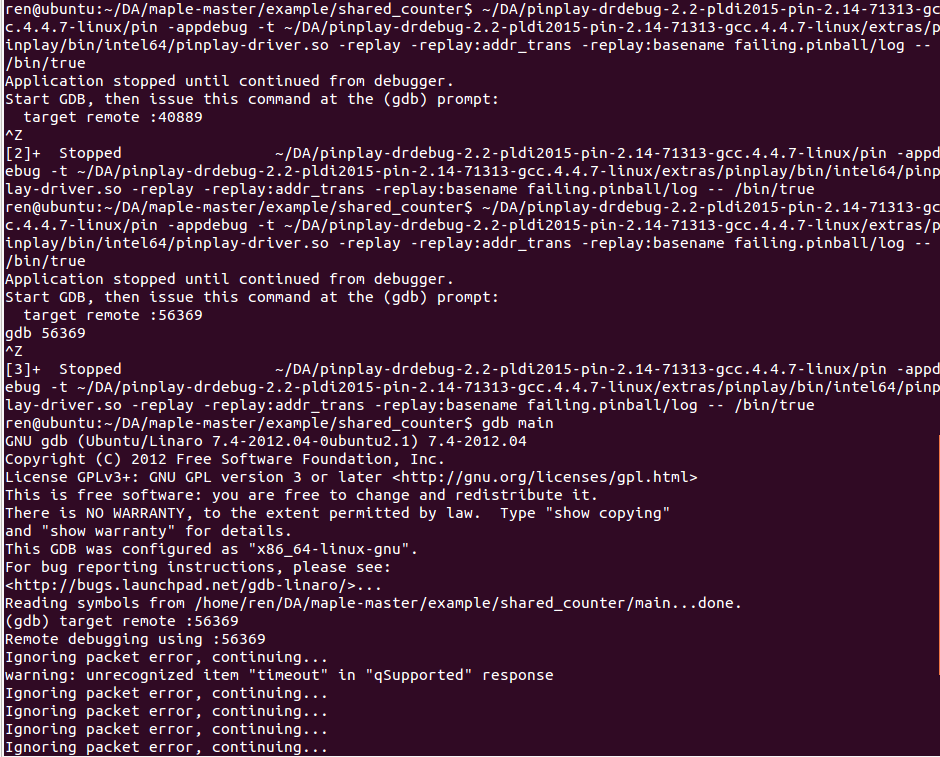 ren@ubuntu:~/DA/maple-master/example/shared_counter$ ~/DA/pinplay-drdebug-2.2-pldi2015-pin-2.14-71313-gc
c.4.4.7-linux/pin -appdebug -t ~/DA/pinplay-drdebug-2.2-pldi2015-pin-2.14-71313-gcc.4.4.7-linux/extras/p
inplay/bin/intel64/pinplay-driver.so -replay -replay:addr_trans -replay:basename failing.pinball/log --
/bin/true
Application stopped until continued from debugger.
Start GDB, then issue this command at the (gdb) prompt:
  target remote :40889
^Z
[2]+  Stopped                 ~/DA/pinplay-drdebug-2.2-pldi2015-pin-2.14-71313-gcc.4.4.7-linux/pin -appd
ebug -t ~/DA/pinplay-drdebug-2.2-pldi2015-pin-2.14-71313-gcc.4.4.7-linux/extras/pinplay/bin/intel64/pinp
lay-driver.so -replay -replay:addr_trans -replay:basename failing.pinball/log -- /bin/true
ren@ubuntu:~/DA/maple-master/example/shared_counter$ ~/DA/pinplay-drdebug-2.2-pldi2015-pin-2.14-71313-gc
c.4.4.7-linux/pin -appdebug -t ~/DA/pinplay-drdebug-2.2-pldi2015-pin-2.14-71313-gcc.4.4.7-linux/extras/p
inplay/bin/intel64/pinplay-driver.so -replay -replay:addr_trans -replay:basename failing.pinball/log --
/bin/true
Application stopped until continued from debugger.
Start GDB, then issue this command at the (gdb) prompt:
  target remote :56369
gdb 56369
^Z
[3]+  Stopped                 ~/DA/pinplay-drdebug-2.2-pldi2015-pin-2.14-71313-gcc.4.4.7-linux/pin -appd
ebug -t ~/DA/pinplay-drdebug-2.2-pldi2015-pin-2.14-71313-gcc.4.4.7-linux/extras/pinplay/bin/intel64/pinp
lay-driver.so -replay -replay:addr_trans -replay:basename failing.pinball/log -- /bin/true
ren@ubuntu:~/DA/maple-master/example/shared_counter$ gdb main
GNU gdb (Ubuntu/Linaro 7.4-2012.04-0ubuntu2.1) 7.4-2012.04
Copyright (C) 2012 Free Software Foundation, Inc.
License GPLv3+: GNU GPL version 3 or later <http://gnu.org/licenses/gpl.html>
This is free software: you are free to change and redistribute it.
There is NO WARRANTY, to the extent permitted by law.  Type "show copying"
and "show warranty" for details.
This GDB was configured as "x86_64-linux-gnu".
For bug reporting instructions, please see:
<http://bugs.launchpad.net/gdb-linaro/>...
Reading symbols from /home/ren/DA/maple-master/example/shared_counter/main...done.
(gdb) target remote :56369
Remote debugging using :56369
Ignoring packet error, continuing...
warning: unrecognized item "timeout" in "qSupported" response
Ignoring packet error, continuing...
Ignoring packet error, continuing...
Ignoring packet error, continuing...
Ignoring packet error, continuing...